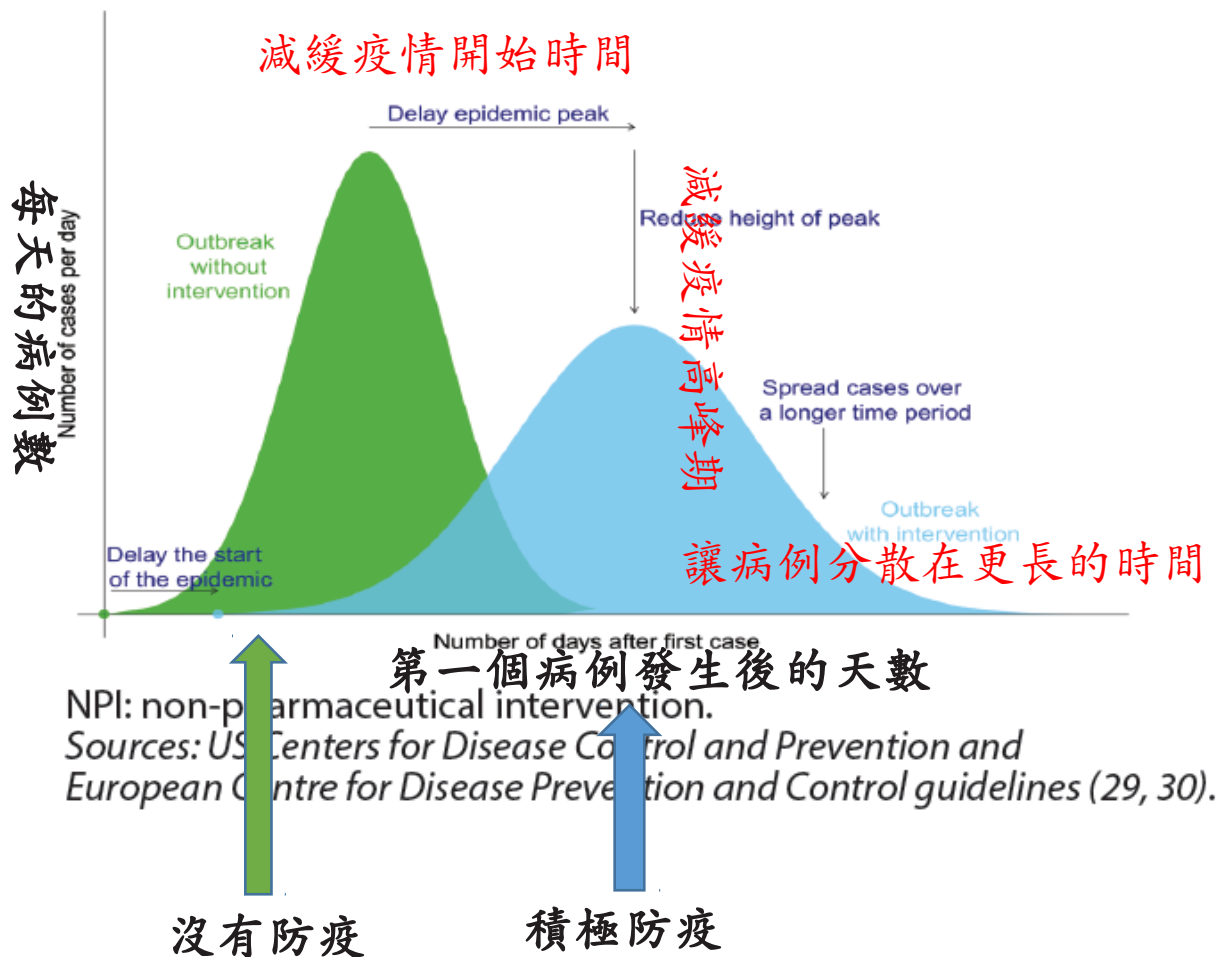 減緩疫情開始時間
Delay epidemic peak
減緩疫情高峰期
Reduce height of peak
每天的病例數
Number of cases per day
Outbreak
without
intervention
Spread cases over
a longer time period
Outbreak
with intervention
讓病例分散在更長的時間
Delay the start
of the epidemic
Number of days after first case
第一個病例發生後的天數
NPI: non-pharmaceutical intervention.
Sources: US Centers for Disease Control and Prevention and
European Centre for Disease Prevention and Control guidelines (29, 30).
沒有防疫
積極防疫